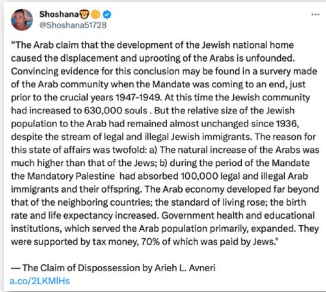 Shoshana
@Shoshana51728
"The Arab claim that the development of the Jewish national home
caused the displacement and uprooting of the Arabs is unfounded.
Convincing evidence for this conclusion may be found in a survery made
of the Arab community when the Mandate was coming to an end, just
prior to the crucial years 1947-1949. At this time the Jewish community
had increased to 630,000 souls . But the relative size of the Jewish
population to the Arab had remained almost unchanged since 1936,
despite the stream of legal and illegal Jewish immigrants. The reason for
this state of affairs was twofold: a) The natural increase of the Arabs was
much higher than that of the Jews; b) during the period of the Mandate
the Mandatory Palestine had absorbed 100,000 legal and illegal Arab
immigrants and their offspring. The Arab economy developed far beyond
that of the neighboring countries; the standard of living rose; the birth
rate and life expectancy increased. Government health and educational
institutions, which served the Arab population primarily, expanded. They
were supported by tax money, 70% of which was paid by Jews."
— The Claim of Dispossession by Arieh L. Avneri
a.co/2LKMlHs